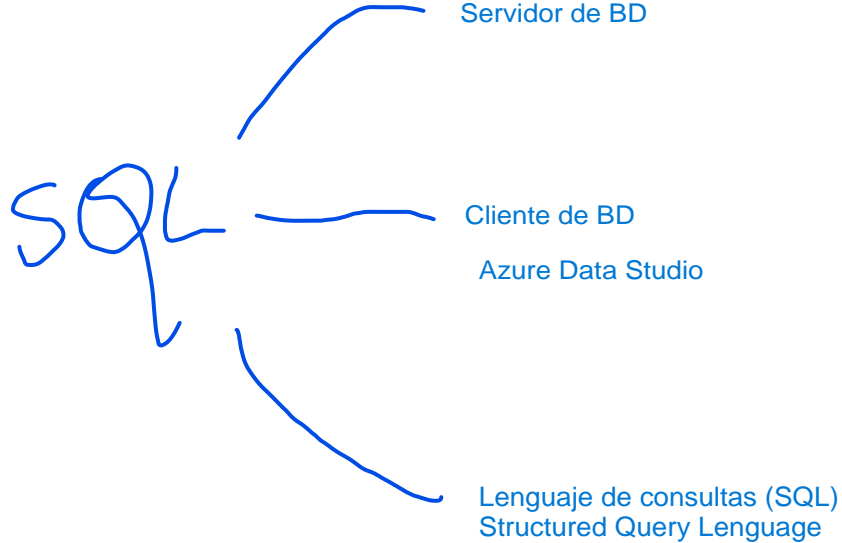 Servidor de BD
SQL
Cliente de BD
Azure Data Studio
Lenguaje de consultas (SQL)
Structured Query Lenguage